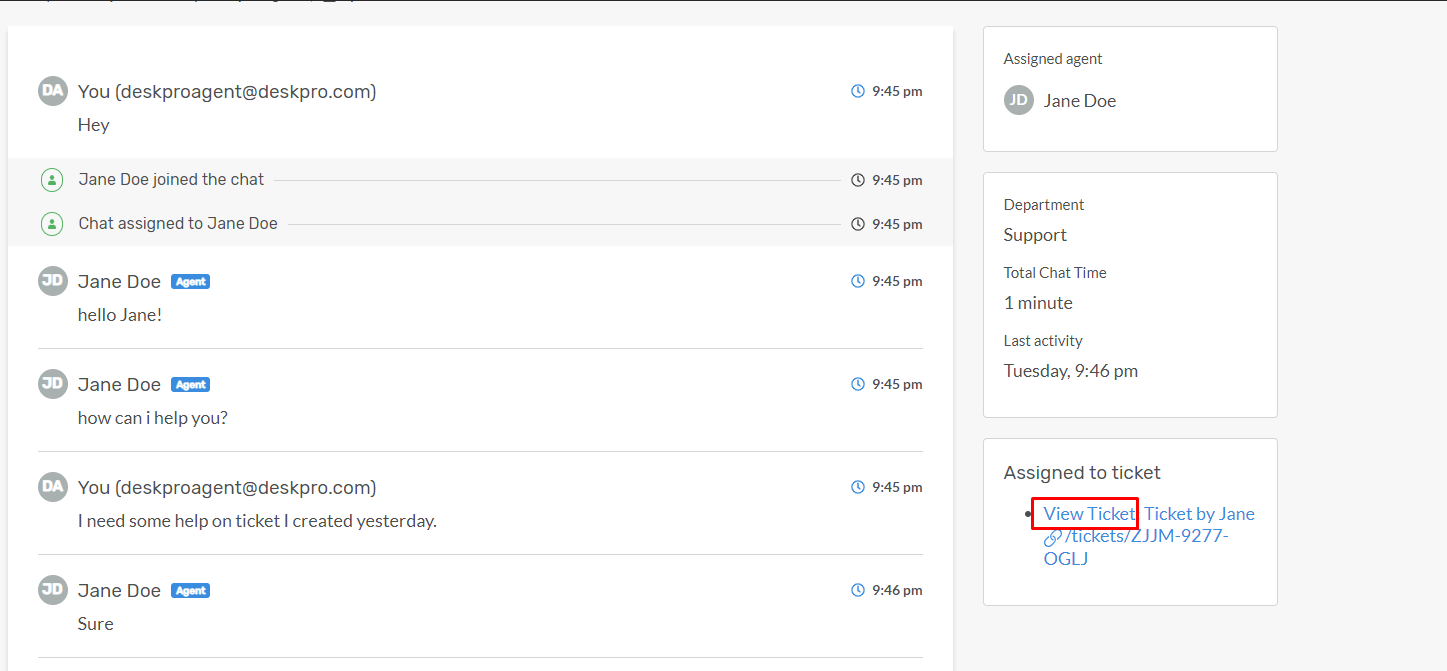 DA You (deskproagent@deskpro.com) 9:45 pm
Hey
Jane Doe joined the chat 9:45 pm
Chat assigned to Jane Doe 9:45 pm
JD Jane Doe Agent 9:45 pm
hello Jane!
JD Jane Doe Agent 9:45 pm
how can i help you?
DA You (deskproagent@deskpro.com) 9:45 pm
I need some help on ticket I created yesterday.
JD Jane Doe Agent 9:46 pm
Sure
Assigned agent
JD Jane Doe
Department
Support
Total Chat Time
1 minute
Last activity
Tuesday, 9:46 pm
Assigned to ticket
View Ticket Ticket by Jane
/tickets/ZJJM-9277-
OGLJ